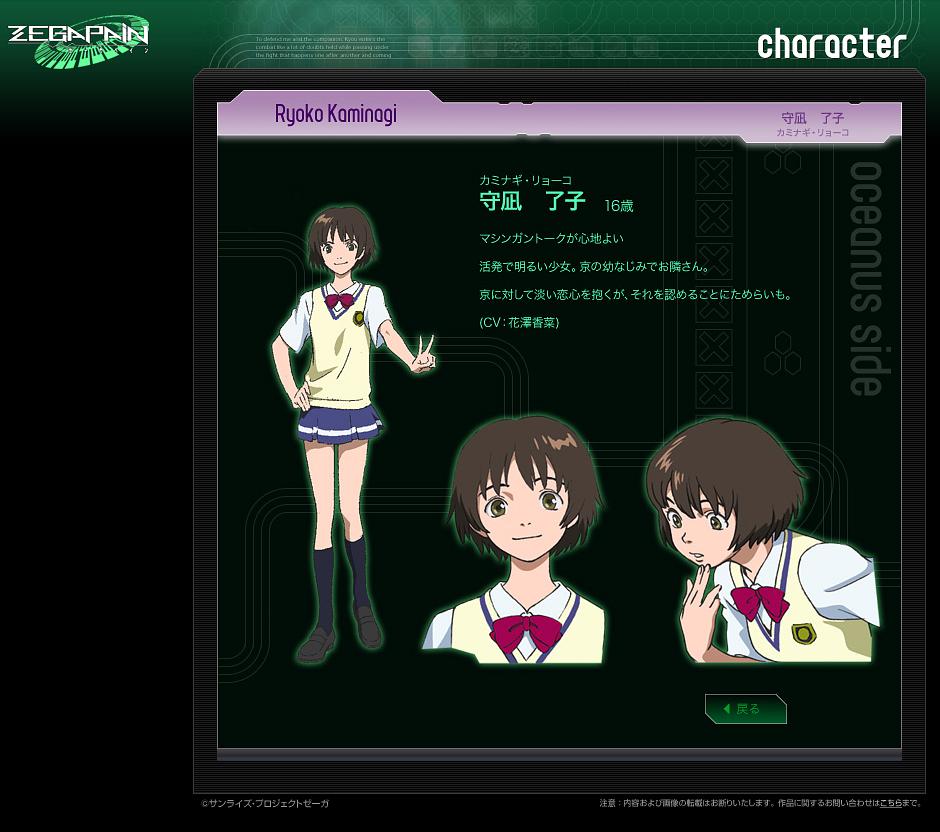 ZEGAPAIN
To defend me and the companion, Kyou enters the
combat like a lot of doubts held while passing under
the fight that happens one after another and coming
character
Ryoko Kaminagi
守凪 了子
カミナギ・リョーコ
カミナギ・リョーコ
守凪 了子 16歳
マシンガントークが心地よい
活発で明るい少女。京の幼なじみでお隣さん。
京に対して淡い恋心を抱くが、それを認めることにためらいも。
(CV:花澤香菜)
oceanus side
戻る
©サンライズ・プロジェクトゼーガ
注意：内容および画像の転載はお断りいたします。作品に関するお問い合わせはこちらまで。